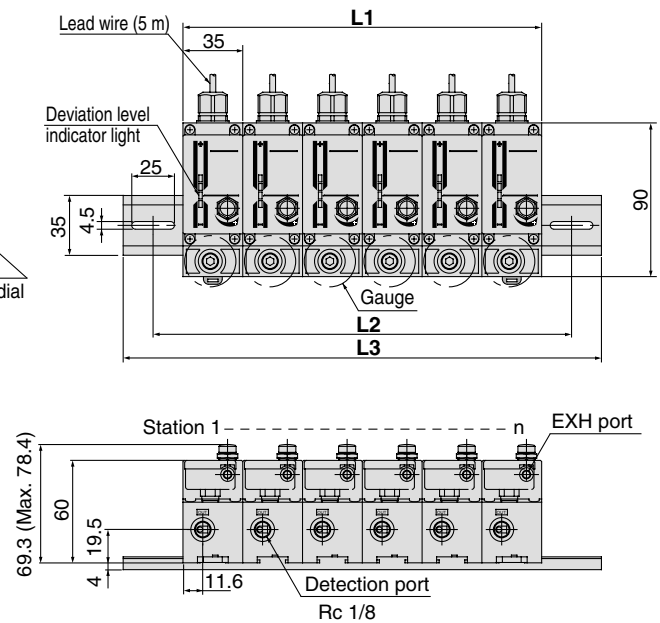 L1
Lead wire (5 m)
35
Deviation level
indicator light
25
35
4.5
90
dial
Gauge
L2
L3
Station 1
n
EXH port
69.3 (Max. 78.4)
60
19.5
4
11.6
Detection port
Rc 1/8